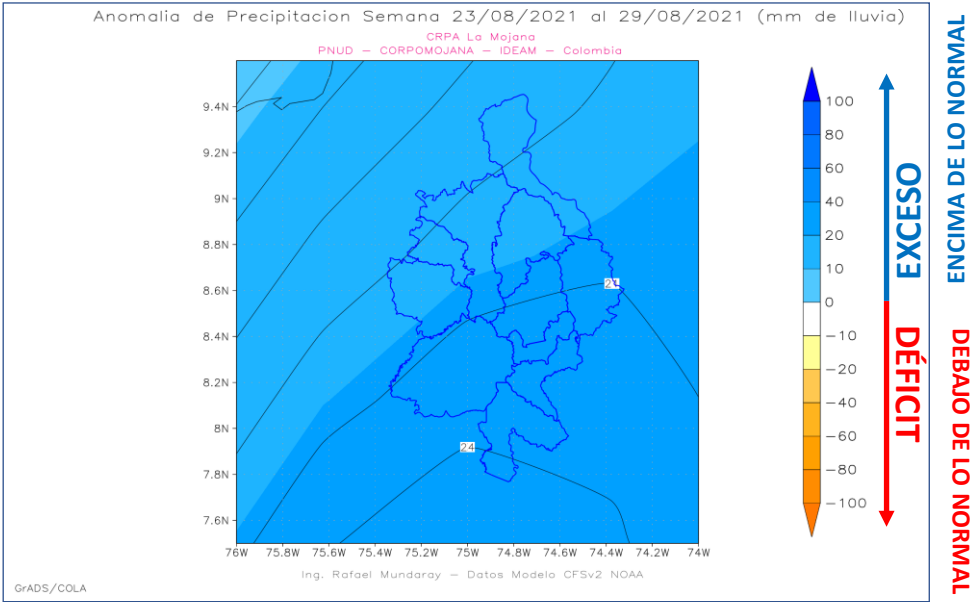 Anomalia de Precipitacion Semana 23/08/2021 al 29/08/2021 (mm de lluvia)
CRPA La Mojana
PNUD – CORPOMOJANA – IDEAM – Colombia
9.4N
9.2N
9N
8.8N
8.6N
8.4N
8.2N
8N
7.8N
7.6N
76W 75.8W 75.6W 75.4W 75.2W 75W 74.8W 74.6W 74.4W 74.2W 74W
21
24
100
80
60
40
20
10
0
−10
−20
−40
−60
−80
−100
EXCESO
DÉFICIT
ENCIMA DE LO NORMAL
DEBAJO DE LO NORMAL
Ing. Rafael Mundaray – Datos Modelo CFSv2 NOAA
GrADS/COLA